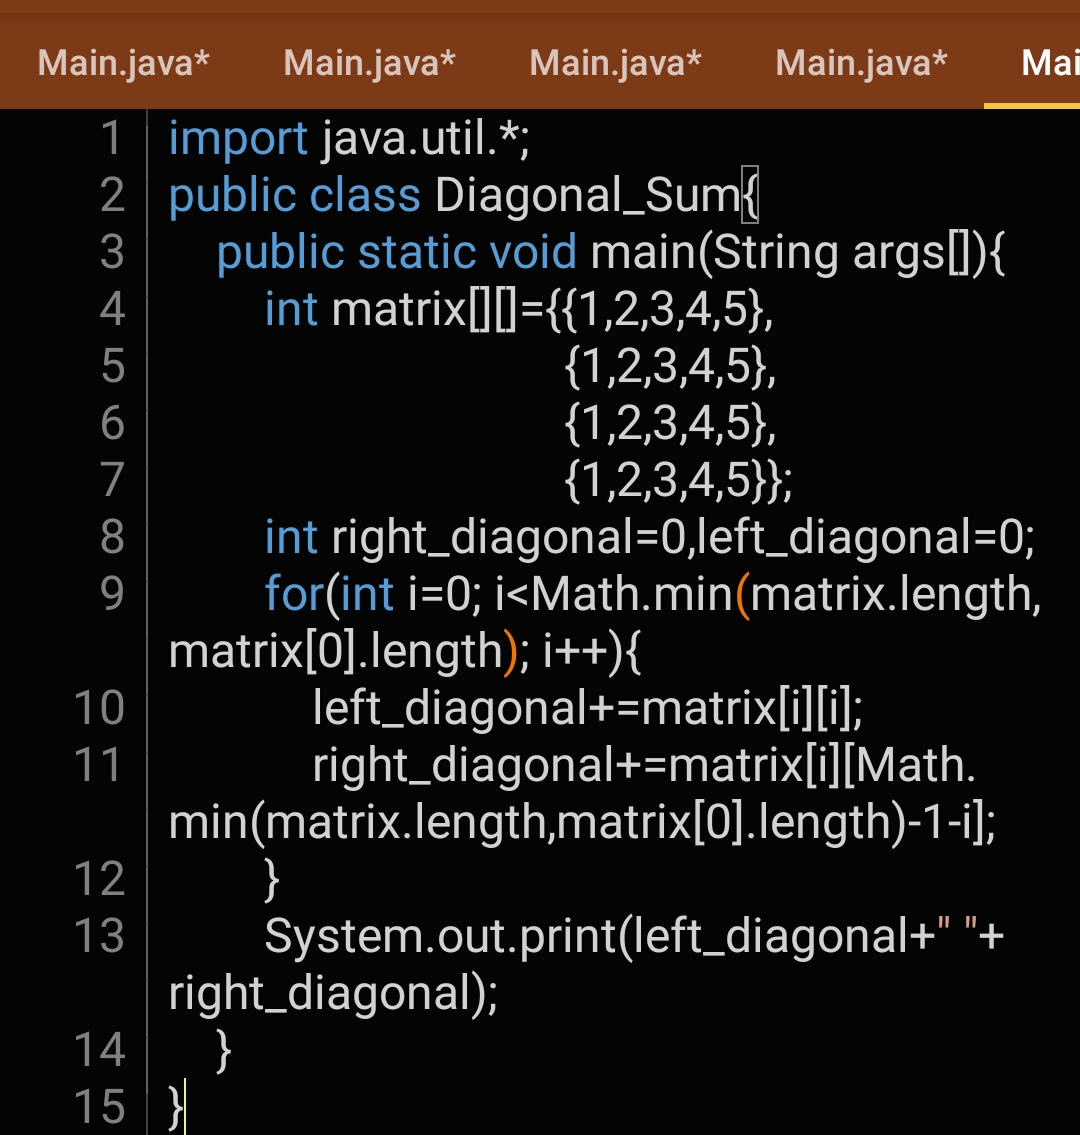 Main.java* Main.java* Main.java* Main.java* Mai
1 import java.util.*;
2 public class Diagonal_Sum{
3 public static void main(String args[]){
4 int matrix[][]={{1,2,3,4,5},
5 {1,2,3,4,5},
6 {1,2,3,4,5},
7 {1,2,3,4,5}};
8 int right_diagonal=0,left_diagonal=0;
9 for(int i=0; i<Math.min(matrix.length,
matrix[0].length); i++){
10 left_diagonal+=matrix[i][i];
11 right_diagonal+=matrix[i][Math.
min(matrix.length,matrix[0].length)-1-i];
12 }
13 System.out.print(left_diagonal+" "+
right_diagonal);
14 }
15 }